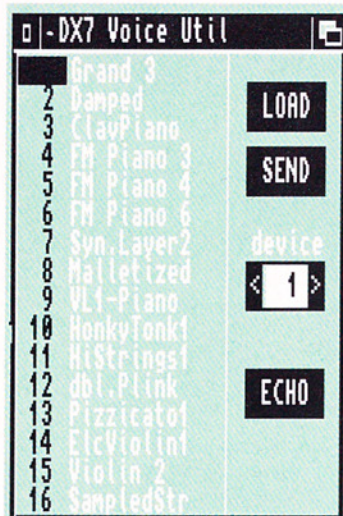 DX7 Voice Util
Grand 3
2 Damped
3 ClavPiano
4 FM Piano 3
5 FM Piano 4
6 FM Piano 6
7 Syn.Layer2
8 Malletized
9 VL1-Piano
10 HonkyTonk1
11 HiStrings1
12 dbl.Plink
13 Pizzicato1
14 ElcViolin1
15 Violin 2
16 SampledStr
LOAD
SEND
device
< 1 >
ECHO